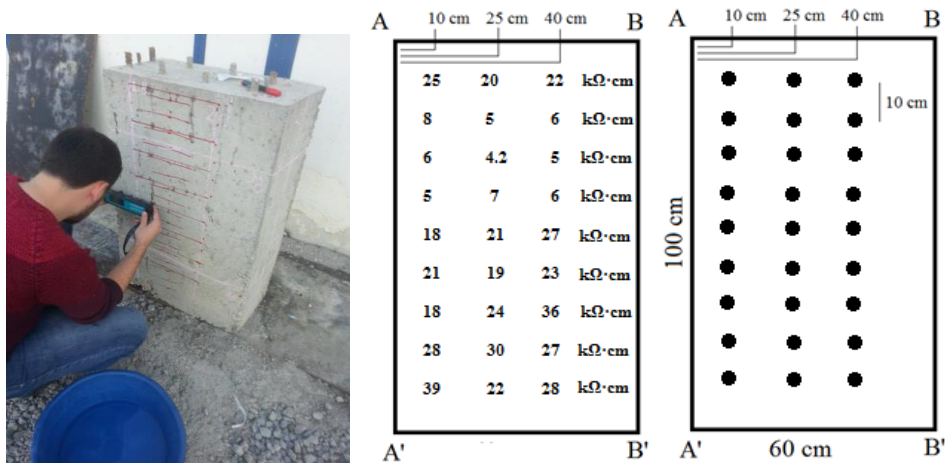 A B
10 cm 25 cm 40 cm
25 20 22 kΩ·cm
8 5 6 kΩ·cm
6 4.2 5 kΩ·cm
5 7 6 kΩ·cm
18 21 27 kΩ·cm
21 19 23 kΩ·cm
18 24 36 kΩ·cm
28 30 27 kΩ·cm
39 22 28 kΩ·cm
A' B'
A B
10 cm 25 cm 40 cm
10 cm
100 cm
A' 60 cm B'